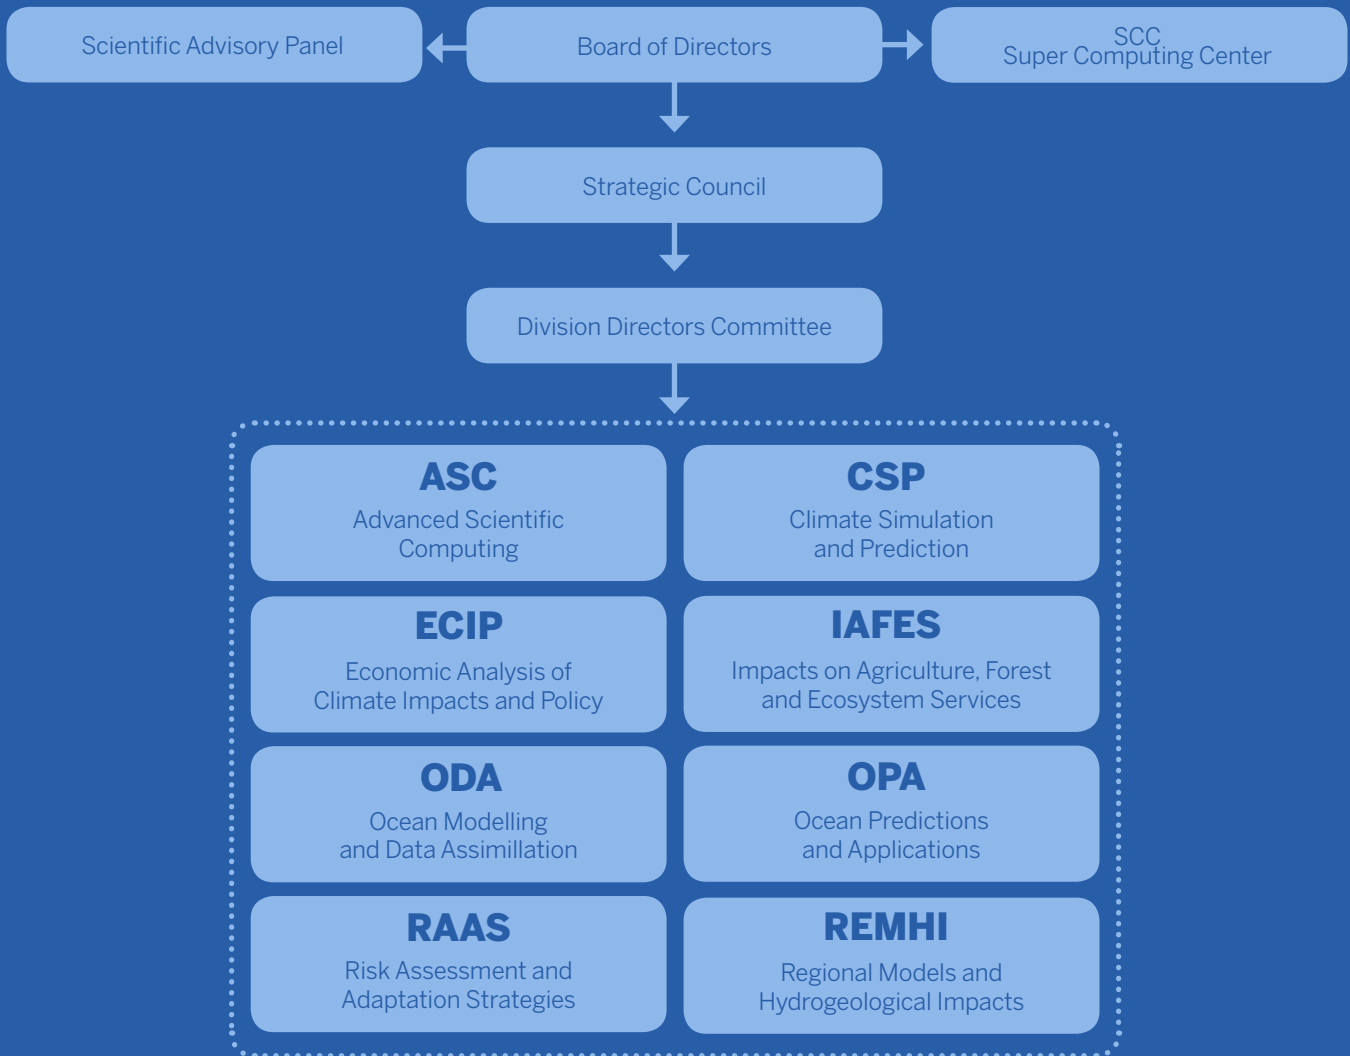 Scientific Advisory Panel
Board of Directors
SCC
Super Computing Center
Strategic Council
Division Directors Committee
ASC
Advanced Scientific
Computing
CSP
Climate Simulation
and Prediction
ECIP
Economic Analysis of
Climate Impacts and Policy
IAFES
Impacts on Agriculture, Forest
and Ecosystem Services
ODA
Ocean Modelling
and Data Assimillation
OPA
Ocean Predictions
and Applications
RAAS
Risk Assessment and
Adaptation Strategies
REMHI
Regional Models and
Hydrogeological Impacts